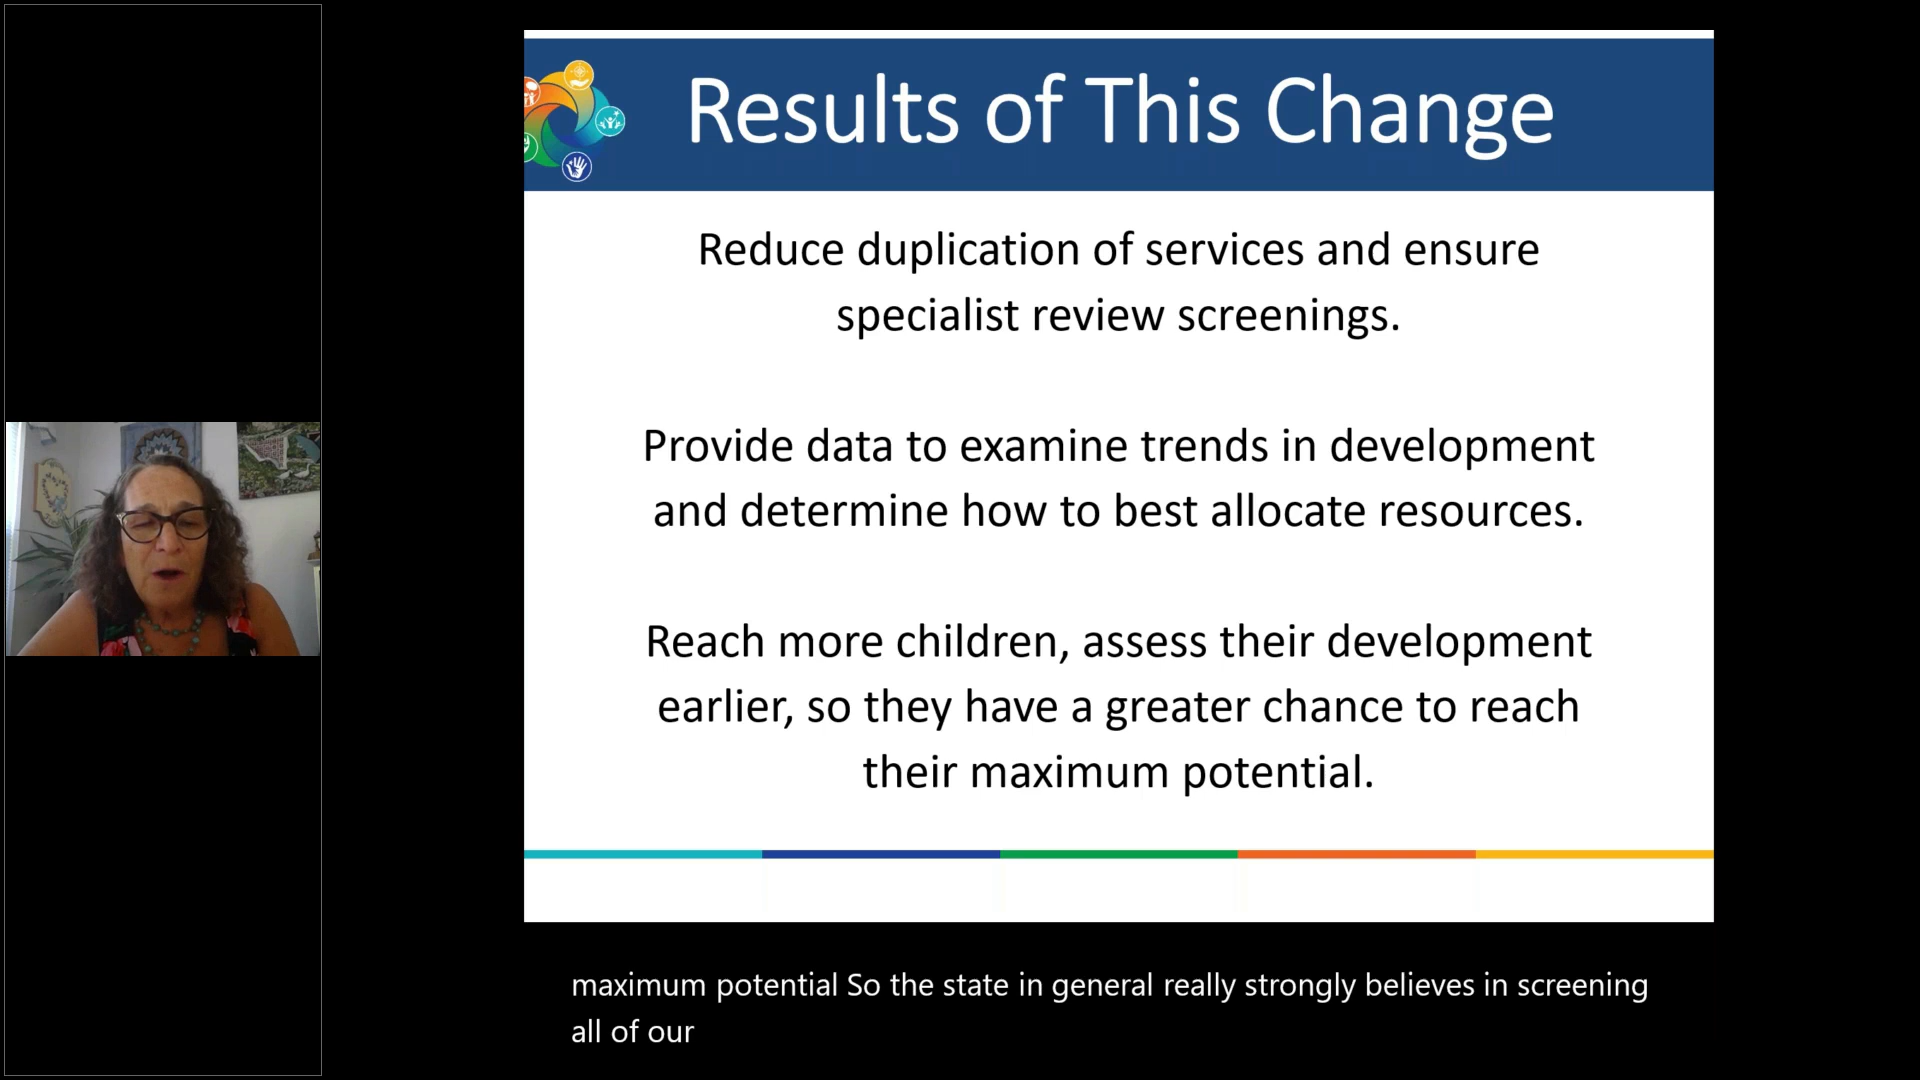 Results of This Change
Reduce duplication of services and ensure
specialist review screenings.
Provide data to examine trends in development
and determine how to best allocate resources.
Reach more children, assess their development
earlier, so they have a greater chance to reach
their maximum potential.
maximum potential So the state in general really strongly believes in screening
all of our